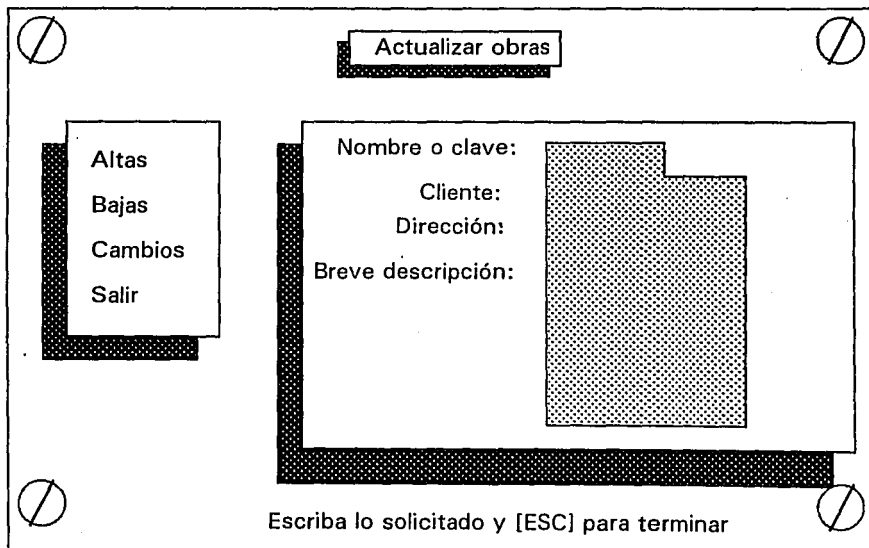 Actualizar obras
Altas
Bajas
Cambios
Salir
Nombre o clave:
Cliente:
Dirección:
Breve descripción:
Escriba lo solicitado y [ESC] para terminar